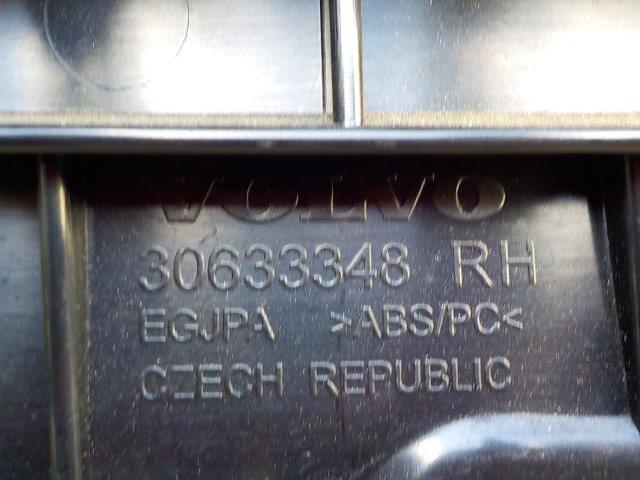 VOLVO
30633348 RH
EGJPA >ABS/PC<
CZECH REPUBLIC